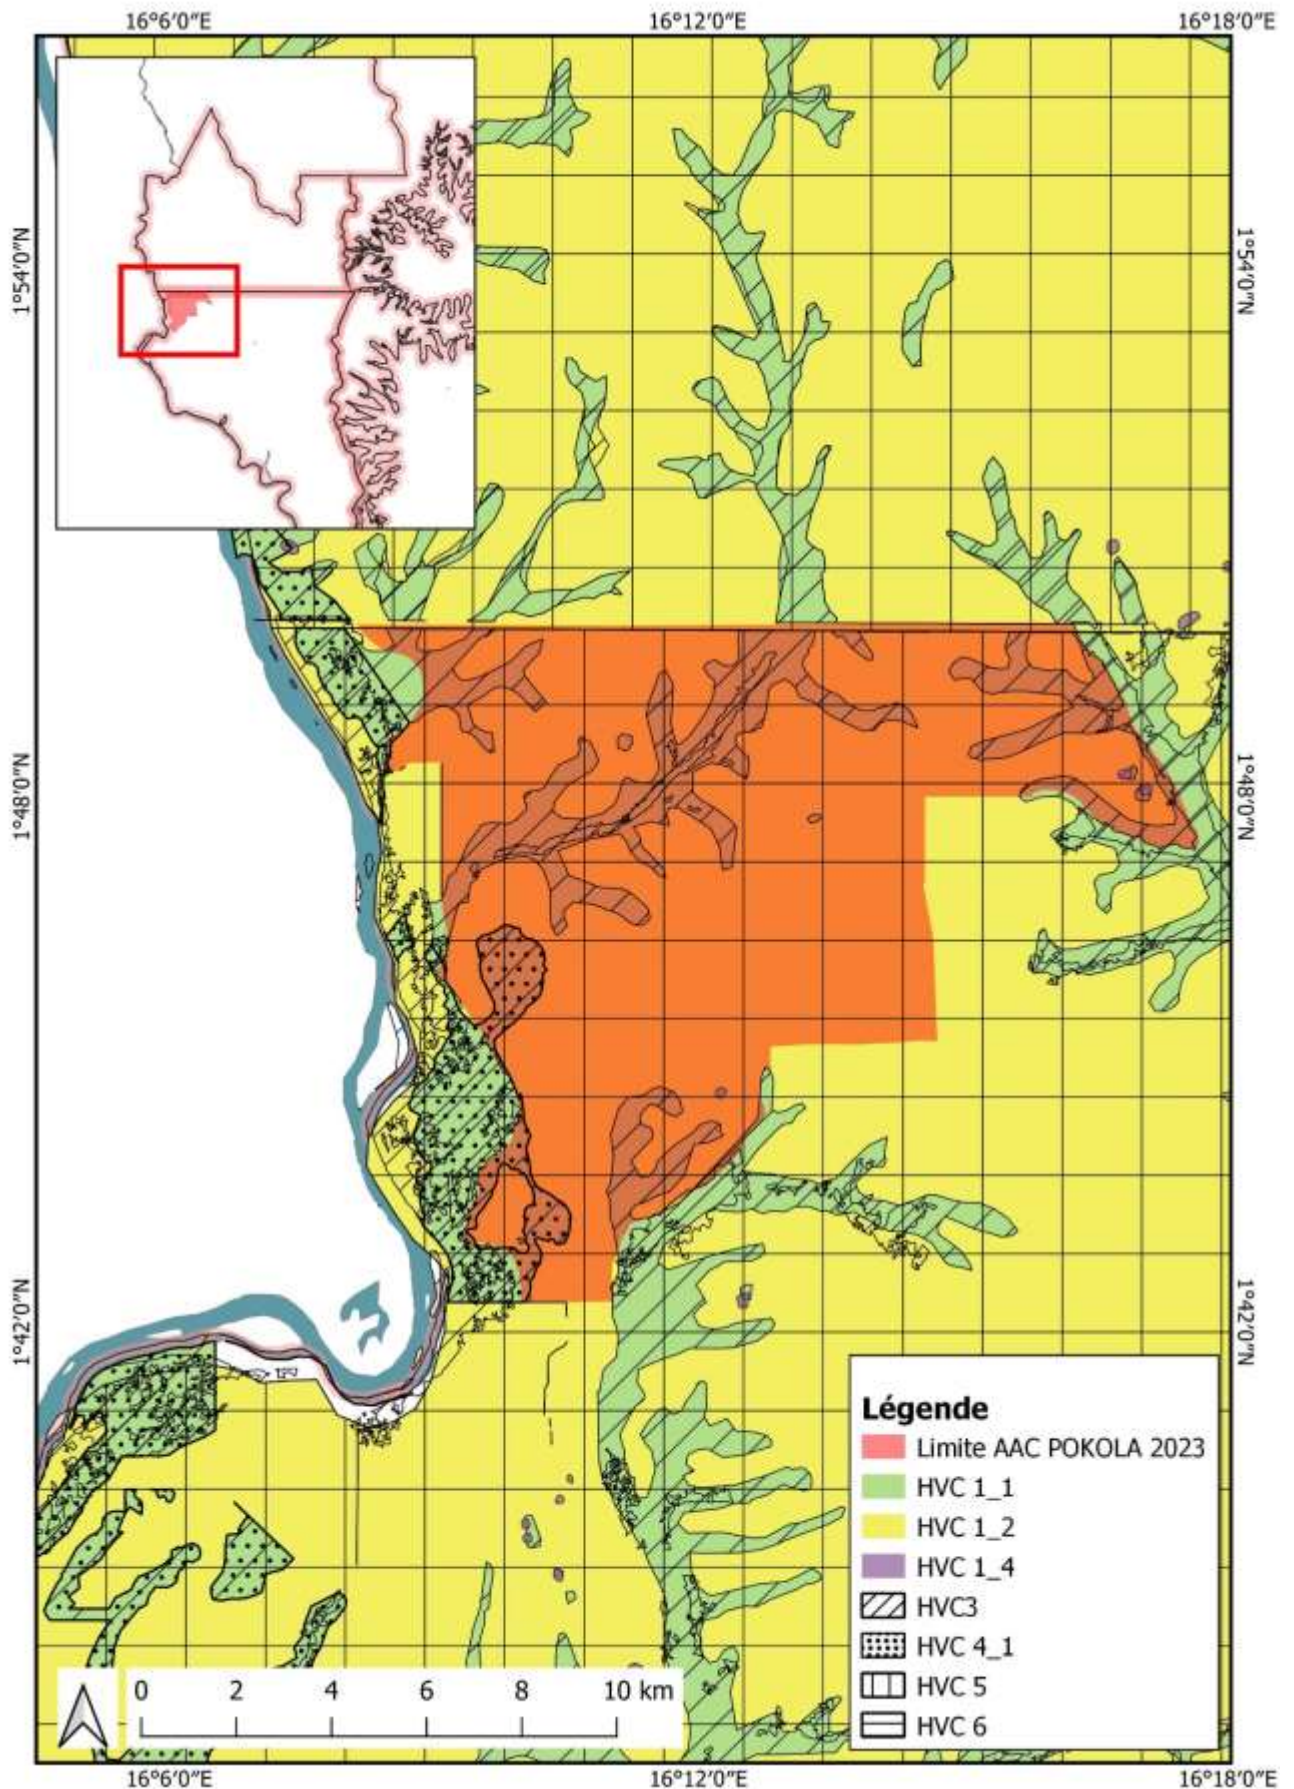 16°6′0″E 16°12′0″E 16°18′0″E
1°54′0″N 1°54′0″N
1°48′0″N 1°48′0″N
1°42′0″N 1°42′0″N
Légende
Limite AAC POKOLA 2023
HVC 1_1
HVC 1_2
HVC 1_4
HVC3
HVC 4_1
HVC 5
HVC 6
0 2 4 6 8 10 km
16°6′0″E 16°12′0″E 16°18′0″E